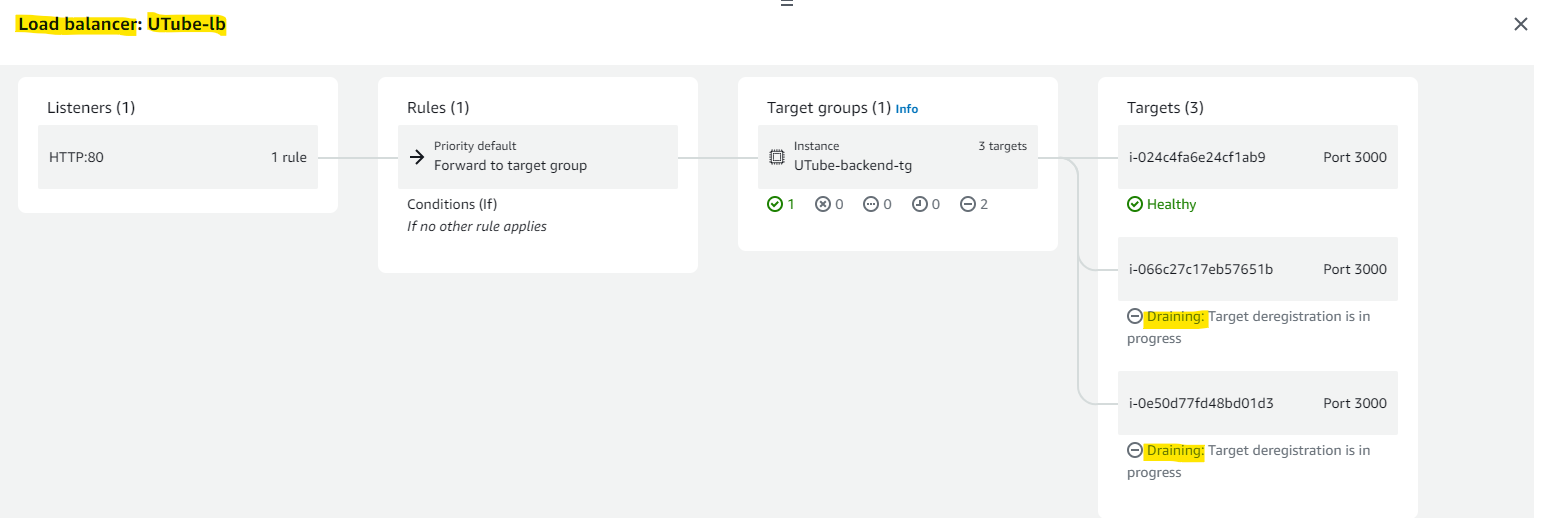 Load balancer: UTube-lb
Listeners (1)
HTTP:80 1 rule
Rules (1)
Priority default
Forward to target group
Conditions (If)
If no other rule applies
Target groups (1) Info
Instance 3 targets
UTube-backend-tg
1 0 0 0 2
Targets (3)
i-024c4fa6e24cf1ab9 Port 3000
Healthy
i-066c27c17eb57651b Port 3000
Draining: Target deregistration is in
progress
i-0e50d77fd48bd01d3 Port 3000
Draining: Target deregistration is in
progress